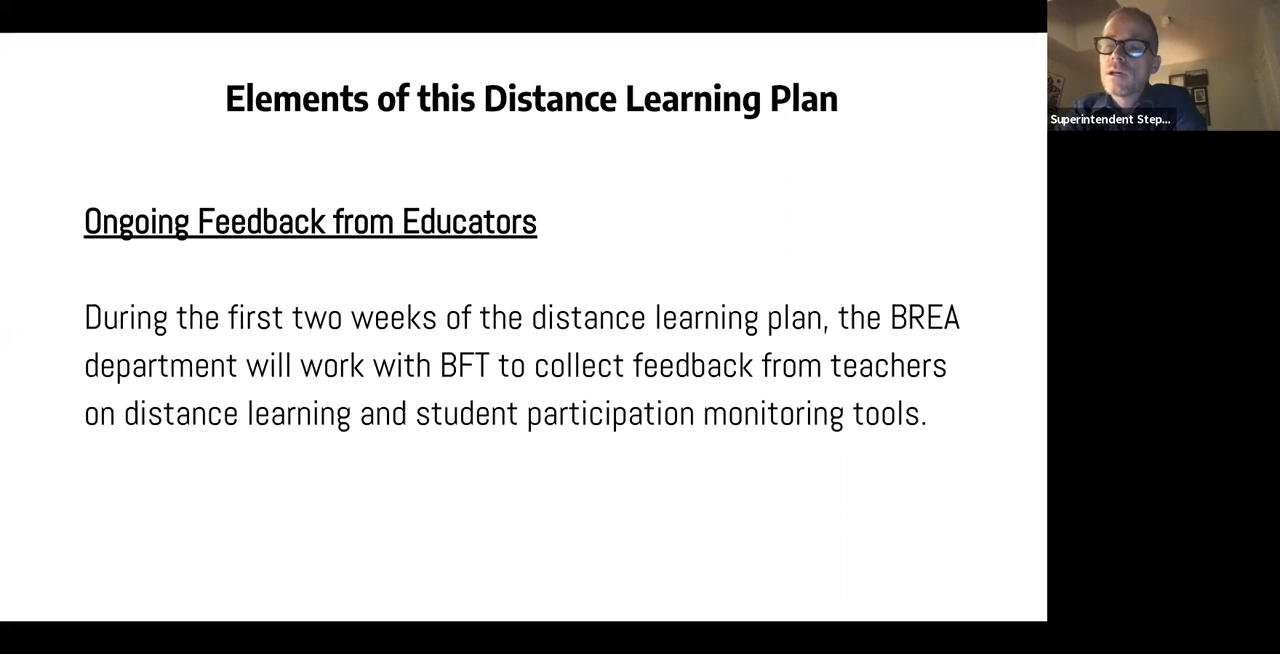 Elements of this Distance Learning Plan
Superintendent Step...
Ongoing Feedback from Educators
During the first two weeks of the distance learning plan, the BREA
department will work with BFT to collect feedback from teachers
on distance learning and student participation monitoring tools.